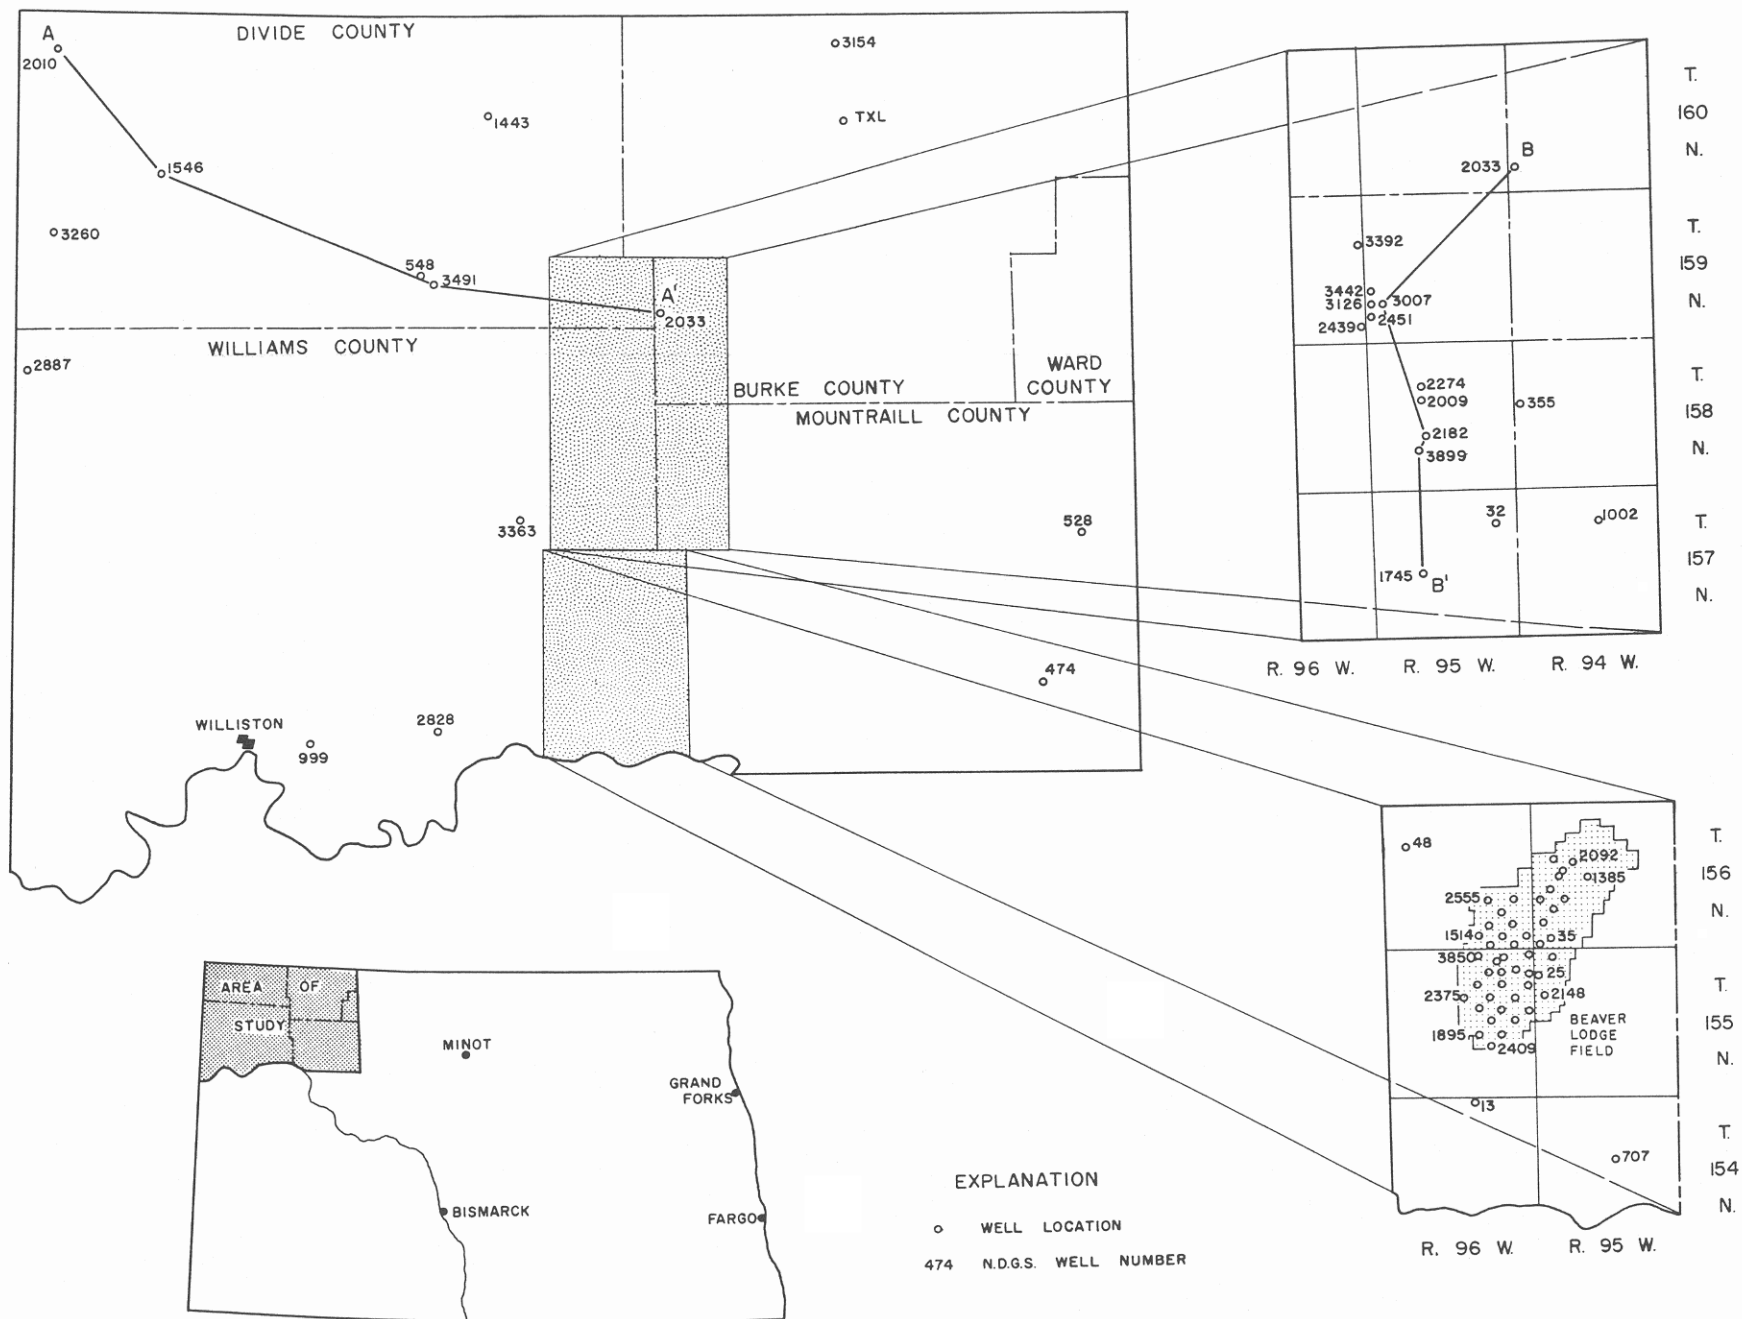 A
2010
DIVIDE COUNTY
3154
1443
TXL
1546
3260
548
3491
A'
2033
WILLIAMS COUNTY
2887
BURKE COUNTY
WARD
COUNTY
MOUNTRAILL COUNTY
3363
528
474
WILLISTON
999
2828
B
2033
3392
3442
3126
3007
2439
2451
2274
2009
355
2182
3899
32
1002
1745
B'
T.
160
N.
T.
159
N.
T.
158
N.
T.
157
N.
R. 96 W.
R. 95 W.
R. 94 W.
48
2092
1385
2555
1514
35
3850
25
2375
2148
1895
2409
BEAVER
LODGE
FIELD
13
707
T.
156
N.
T.
155
N.
T.
154
N.
R. 96 W.
R. 95 W.
AREA OF
STUDY
MINOT
GRAND
FORKS
BISMARCK
FARGO
EXPLANATION
WELL LOCATION
474 N.D.G.S. WELL NUMBER